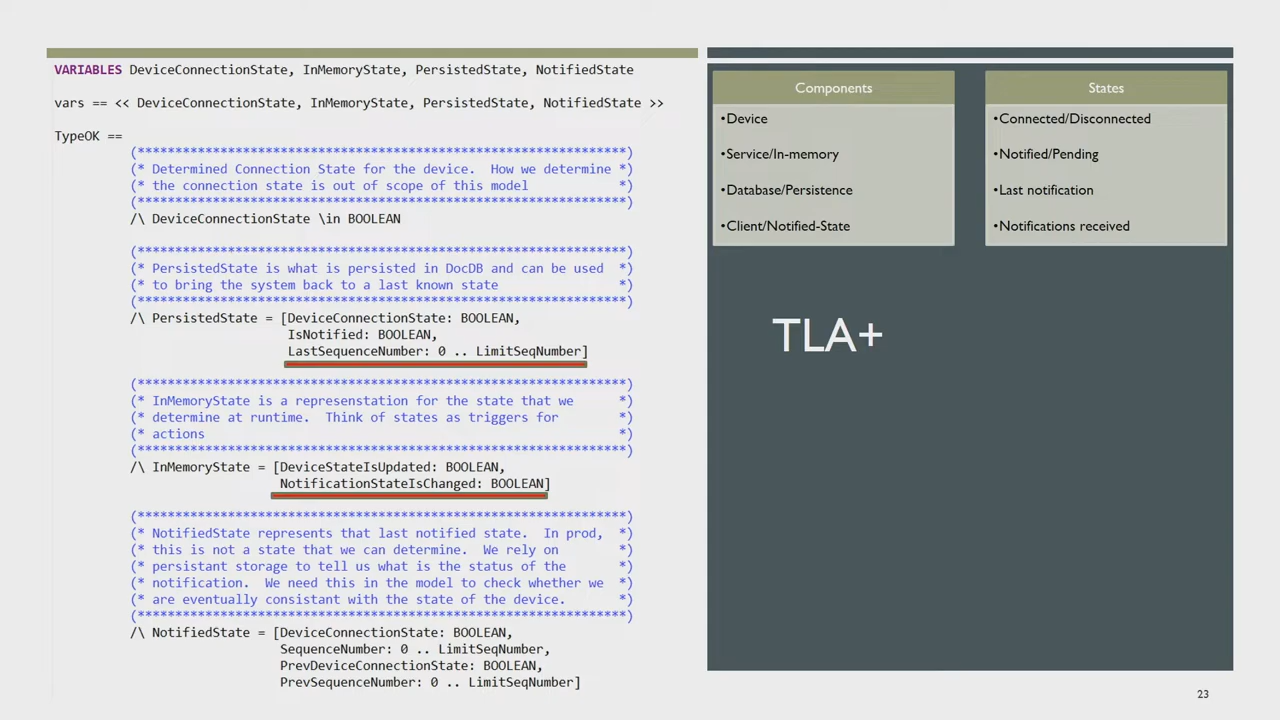 VARIABLES DeviceConnectionState, InMemoryState, PersistedState, NotifiedState
vars == << DeviceConnectionState, InMemoryState, PersistedState, NotifiedState >>
TypeOK ==
(******************************************************************)
(* Determined Connection State for the device.  How we determine *)
(* the connection state is out of scope of this model            *)
(******************************************************************)
/\ DeviceConnectionState \in BOOLEAN
(******************************************************************)
(* PersistedState is what is persisted in DocDB and can be used  *)
(* to bring the system back to a last known state                *)
(******************************************************************)
/\ PersistedState = [DeviceConnectionState: BOOLEAN,
IsNotified: BOOLEAN,
LastSequenceNumber: 0 .. LimitSeqNumber]
(******************************************************************)
(* InMemoryState is a represenstation for the state that we      *)
(* determine at runtime.  Think of states as triggers for        *)
(* actions                                                       *)
(******************************************************************)
/\ InMemoryState = [DeviceStateIsUpdated: BOOLEAN,
NotificationStateIsChanged: BOOLEAN]
(******************************************************************)
(* NotifiedState represents that last notified state.  In prod,  *)
(* this is not a state that we can determine.  We rely on        *)
(* persistant storage to tell us what is the status of the       *)
(* notification.  We need this in the model to check whether we  *)
(* are eventually consistant with the state of the device.       *)
(******************************************************************)
/\ NotifiedState = [DeviceConnectionState: BOOLEAN,
SequenceNumber: 0 .. LimitSeqNumber,
PrevDeviceConnectionState: BOOLEAN,
PrevSequenceNumber: 0 .. LimitSeqNumber]
Components
•Device
•Service/In-memory
•Database/Persistence
•Client/Notified-State
States
•Connected/Disconnected
•Notified/Pending
•Last notification
•Notifications received
TLA+
23